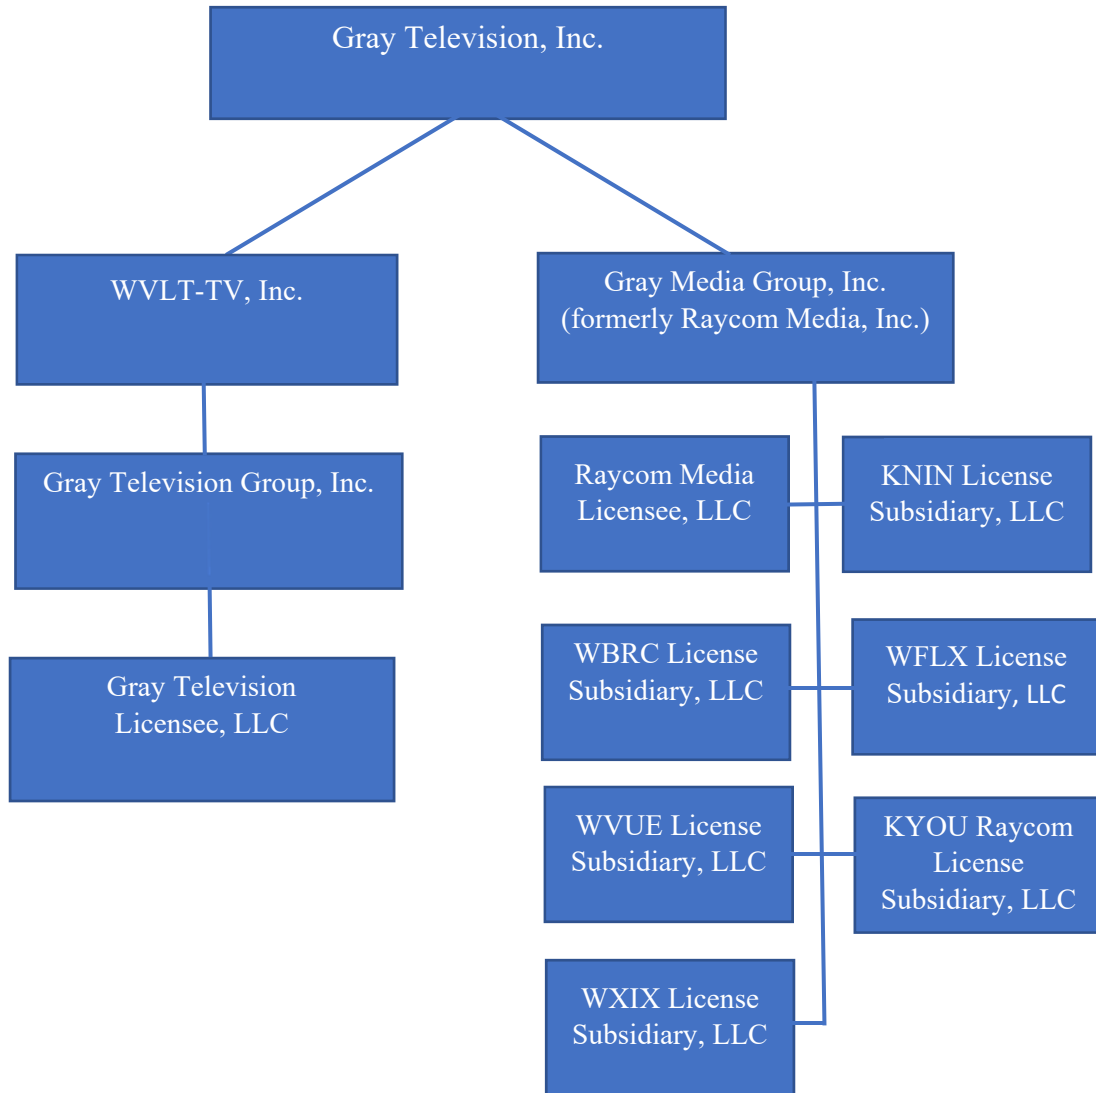 Gray Television, Inc.
WVLT-TV, Inc.
Gray Media Group, Inc.
(formerly Raycom Media, Inc.)
Gray Television Group, Inc.
Raycom Media
Licensee, LLC
KNIN License
Subsidiary, LLC
Gray Television
Licensee, LLC
WBRC License
Subsidiary, LLC
WFLX License
Subsidiary, LLC
WVUE License
Subsidiary, LLC
KYOU Raycom
License
Subsidiary, LLC
WXIX License
Subsidiary, LLC